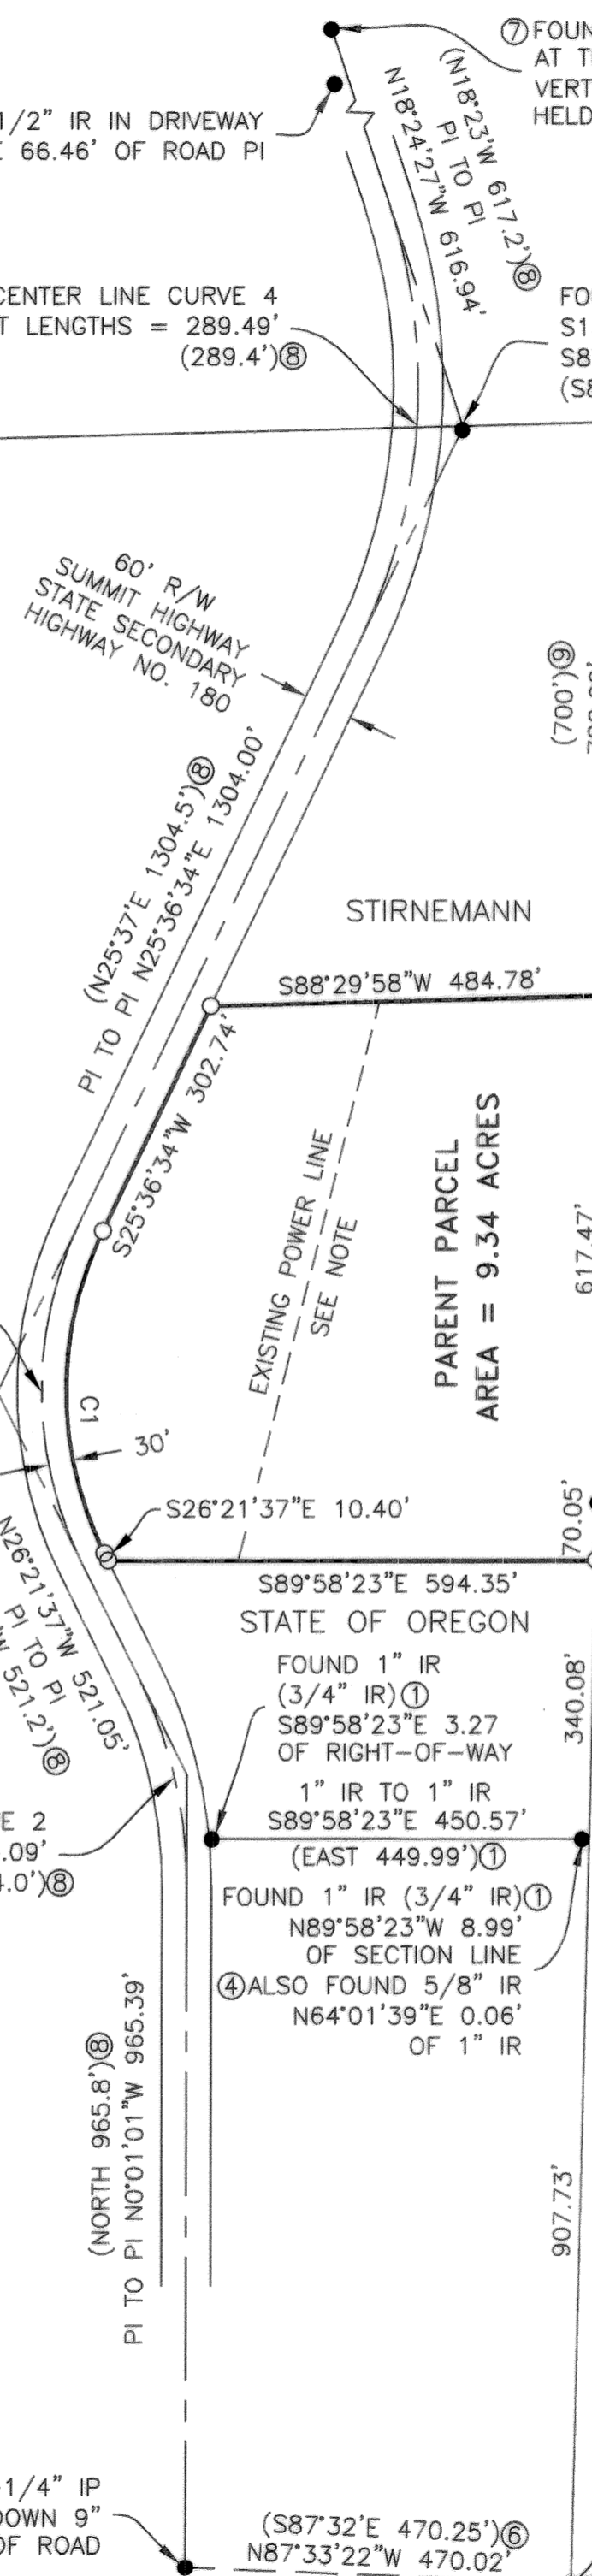 ⑦FOUN
AT T
VERT
HELD
1/2" IR IN DRIVEWAY
E 66.46' OF ROAD PI
(N18°23'W 617.2')⑧
PI TO PI
N18°24'27"W 616.94'
CENTER LINE CURVE 4
T LENGTHS = 289.49'
(289.4')⑧
FO
S1
S8
(S8
60' R/W
SUMMIT HIGHWAY
STATE SECONDARY
HIGHWAY NO. 180
(700')⑨
(N25°37'E 1304.5')⑧
PI TO PI N25°36'34"E 1304.00'
STIRNEMANN
S88°29'58"W 484.78'
S25°36'34"W 302.74'
EXISTING POWER LINE
SEE NOTE
PARENT PARCEL
AREA = 9.34 ACRES
617.47'
C1
30'
S26°21'37"E 10.40'
70.05'
S89°58'23"E 594.35'
STATE OF OREGON
N26°21'37"W 521.05'
PI TO PI
W 521.2')⑧
FOUND 1" IR
(3/4" IR)①
S89°58'23"E 3.27
OF RIGHT-OF-WAY
340.08'
1" IR TO 1" IR
S89°58'23"E 450.57'
(EAST 449.99')①
E 2
.09'
4.0')⑧
FOUND 1" IR (3/4" IR)①
N89°58'23"W 8.99'
OF SECTION LINE
④ALSO FOUND 5/8" IR
N64°01'39"E 0.06'
OF 1" IR
(NORTH 965.8')⑧
PI TO PI N0°01'01"W 965.39'
907.73'
1/4" IP
DOWN 9"
OF ROAD
(S87°32'E 470.25')⑥
N87°33'22"W 470.02'